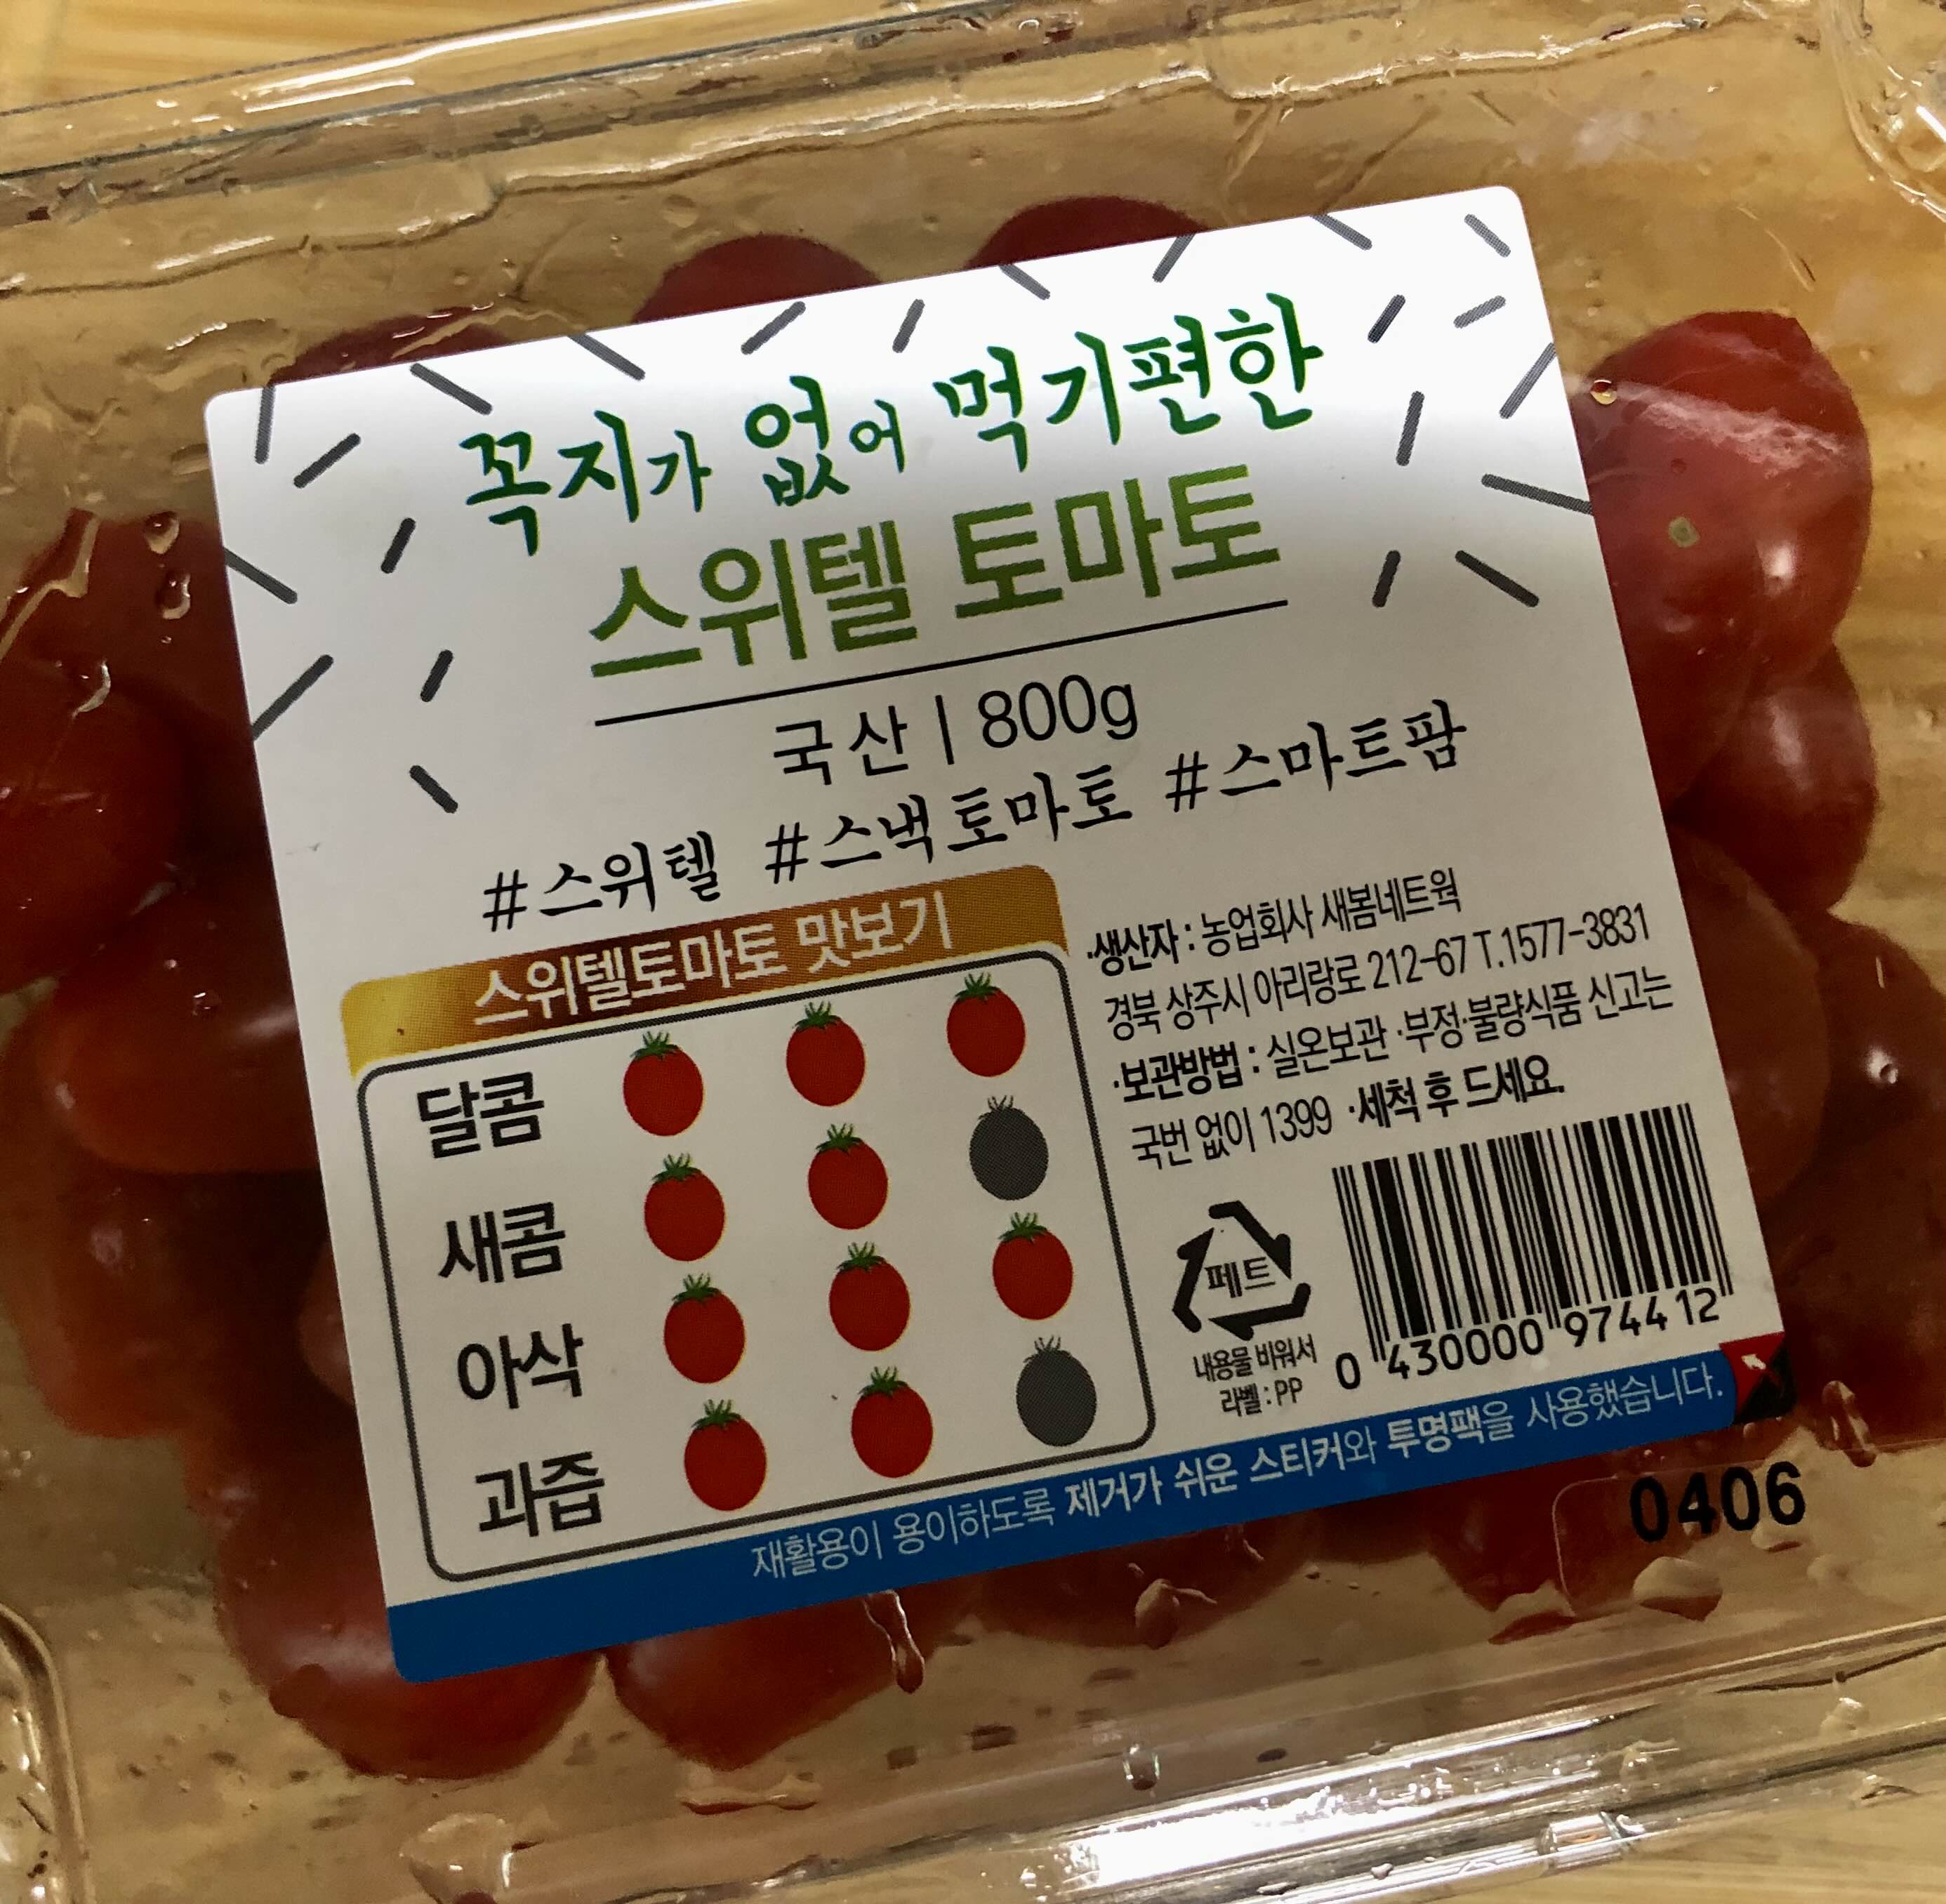 꼭지가 없어 먹기편한
스위텔 토마토
국산 | 800g
#스위텔 #스낵토마토 #스마트팜
스위텔토마토 맛보기
달콤
새콤
아삭
과즙
·생산자 : 농업회사 새봄네트웍
경북 상주시 아리랑로 212-67 T.1577-3831
·보관방법 : 실온보관 ·부정·불량식품 신고는
국번 없이 1399 ·세척 후 드세요.
페트
내용물 비워서
라벨 : PP
0 430000 974412
재활용이 용이하도록 제거가 쉬운 스티커와 투명팩을 사용했습니다.
0406